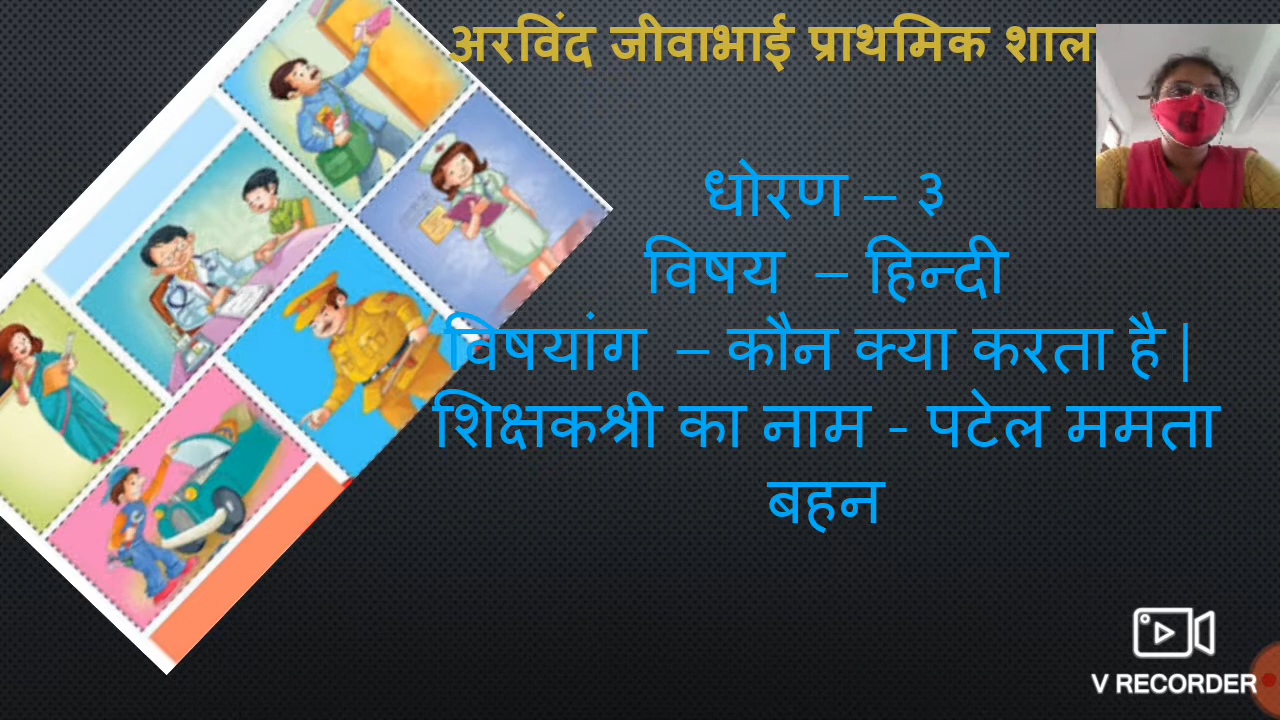 अरविंद जीवाभाई प्राथमिक
धोरण – ३
विषय – हिन्दी
विषयांग – कौन क्या करता है |
शिक्षकश्री का नाम - पटेल ममता
बहन
V RECORDER